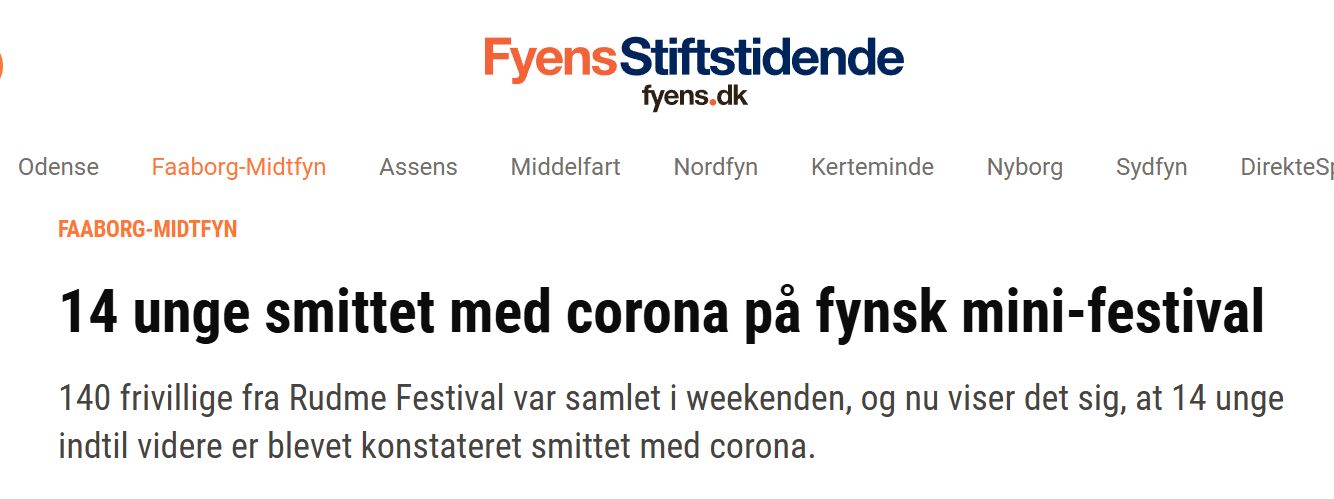 FyensStiftstidende
fyens.dk
Odense Faaborg-Midtfyn Assens Middelfart Nordfyn Kerteminde Nyborg Sydfyn DirekteSp
FAABORG-MIDTFYN
14 unge smittet med corona på fynsk mini-festival
140 frivillige fra Rudme Festival var samlet i weekenden, og nu viser det sig, at 14 unge
indtil videre er blevet konstateret smittet med corona.